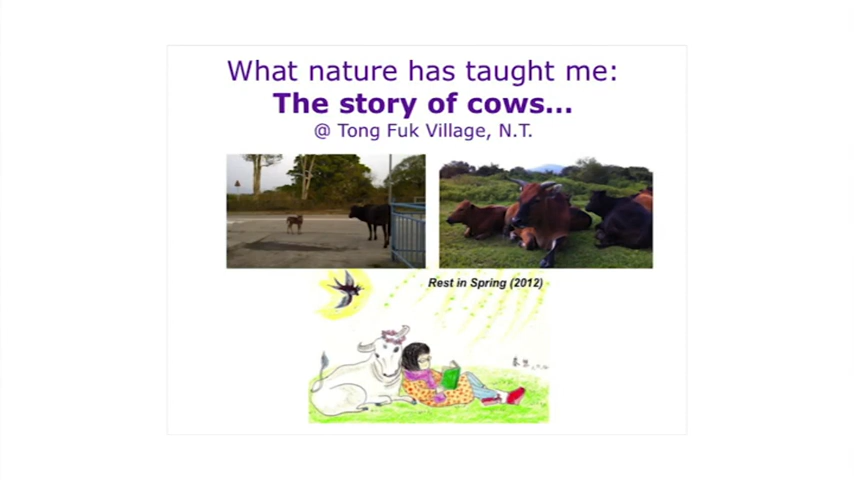 What nature has taught me:
The story of cows...
@ Tong Fuk Village, N.T.
Rest in Spring (2012)